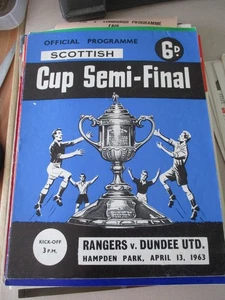 OFFICIAL PROGRAMME
6D.
SCOTTISH
Cup Semi-Final
KICK-OFF
3 P.M.
RANGERS v. DUNDEE UTD.
HAMPDEN PARK, APRIL 13, 1963